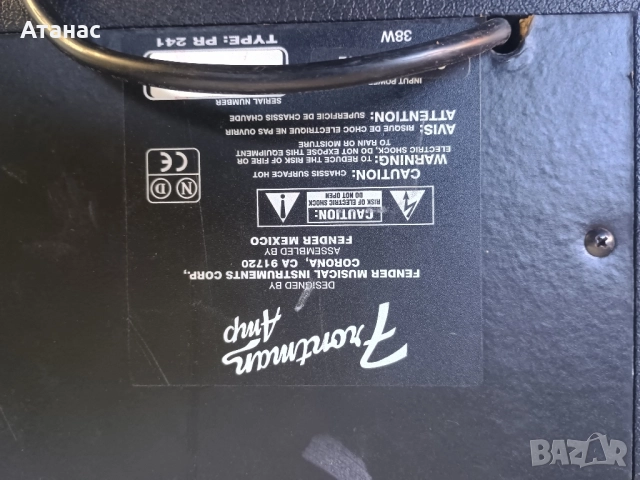 Атанас
Frontman
Amp
DESIGNED BY
FENDER MUSICAL INSTRUMENTS CORP.,
CORONA, CA 91720
ASSEMBLED BY
FENDER MEXICO
CAUTION:
RISK OF ELECTRIC SHOCK
DO NOT OPEN
CAUTION: CHASSIS SURFACE HOT
WARNING: TO REDUCE THE RISK OF FIRE OR
ELECTRIC SHOCK, DO NOT EXPOSE THIS EQUIPMENT
TO RAIN OR MOISTURE
AVIS: RISQUE DE CHOC ELECTRIQUE NE PAS OUVRIR
ATTENTION: SUPERFICIE DE CHASSIS CHAUDE
N D
CE
SERIAL NUMBER
INPUT POWER
TYPE: PR 241
38W
BAZAR